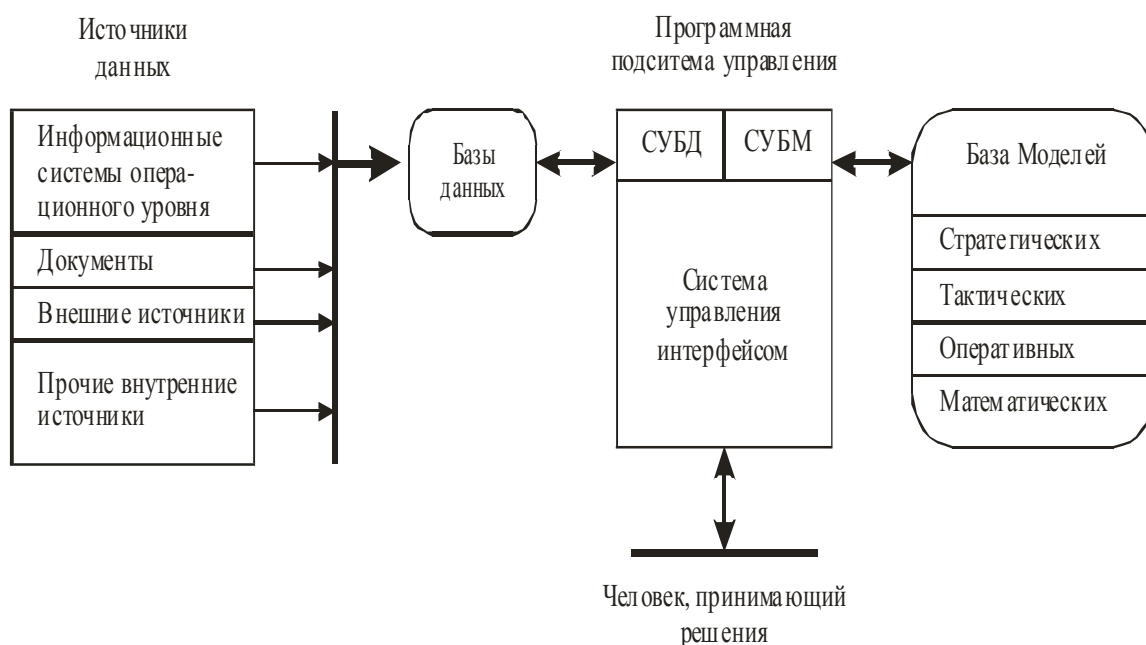 Источники
данных
Программная
подситема управления
Информационные
системы опера-
ционного уровня
Документы
Внешние источники
Прочие внутренние
источники
Базы
данных
СУБД
СУБМ
Система
управления
интерфейсом
База Моделей
Стратегических
Тактических
Оперативных
Математических
Человек, принимающий
решения